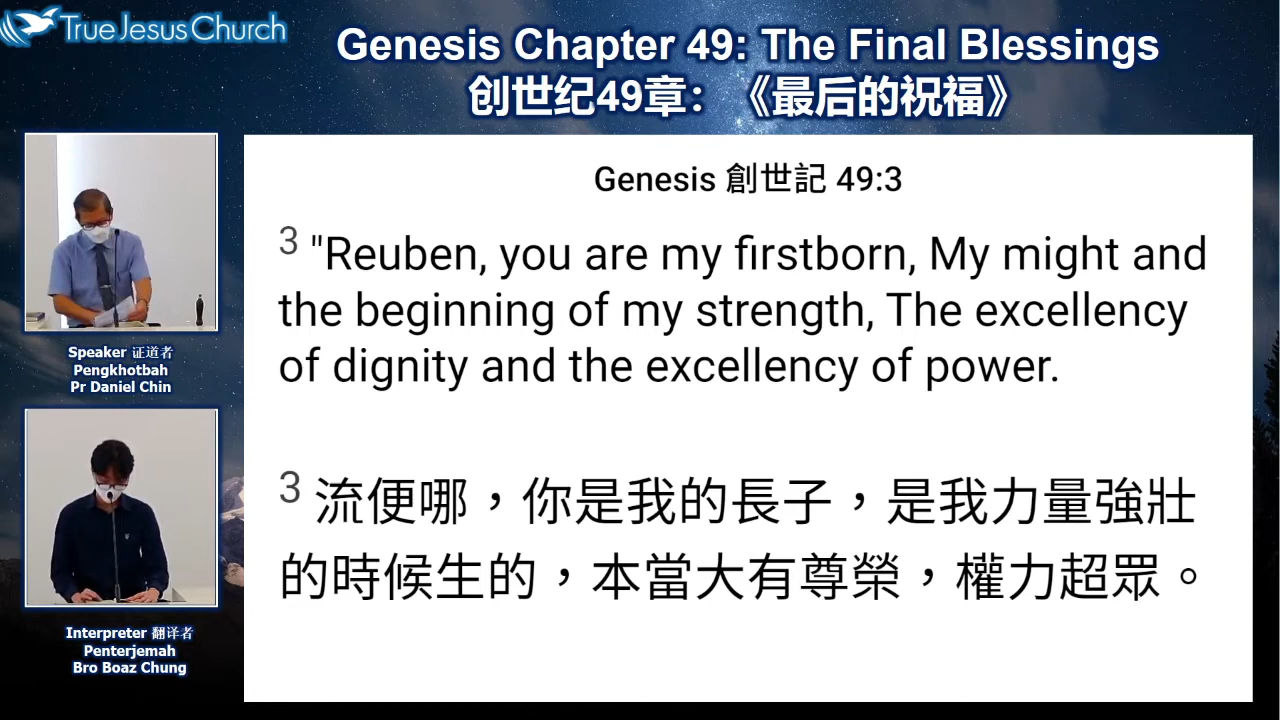 True Jesus Church
Genesis Chapter 49: The Final Blessings
创世纪49章：《最后的祝福》
Speaker 证道者
Pengkhotbah
Pr Daniel Chin
Interpreter 翻译者
Penterjemah
Bro Boaz Chung
Genesis 創世記 49:3
3 "Reuben, you are my firstborn, My might and
the beginning of my strength, The excellency
of dignity and the excellency of power.
3 流便哪，你是我的長子，是我力量強壯
的時候生的，本當大有尊榮，權力超眾。